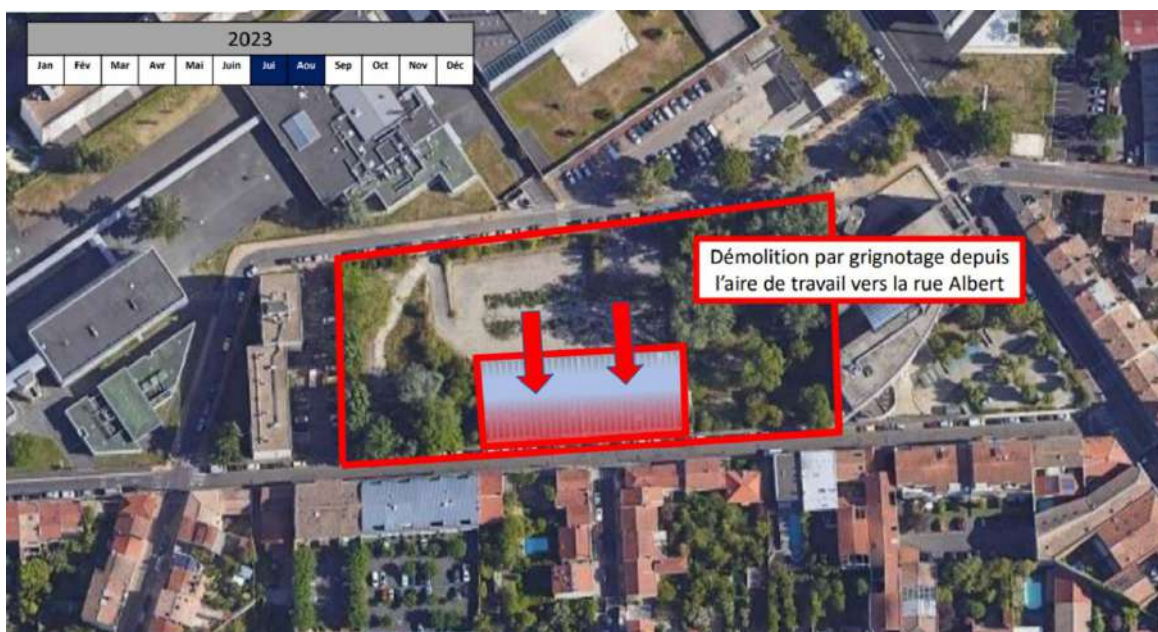 2023
Jan Fév Mar Avr Mai Juin Jui Aou Sep Oct Nov Déc
Démolition par grignotage depuis
l'aire de travail vers la rue Albert